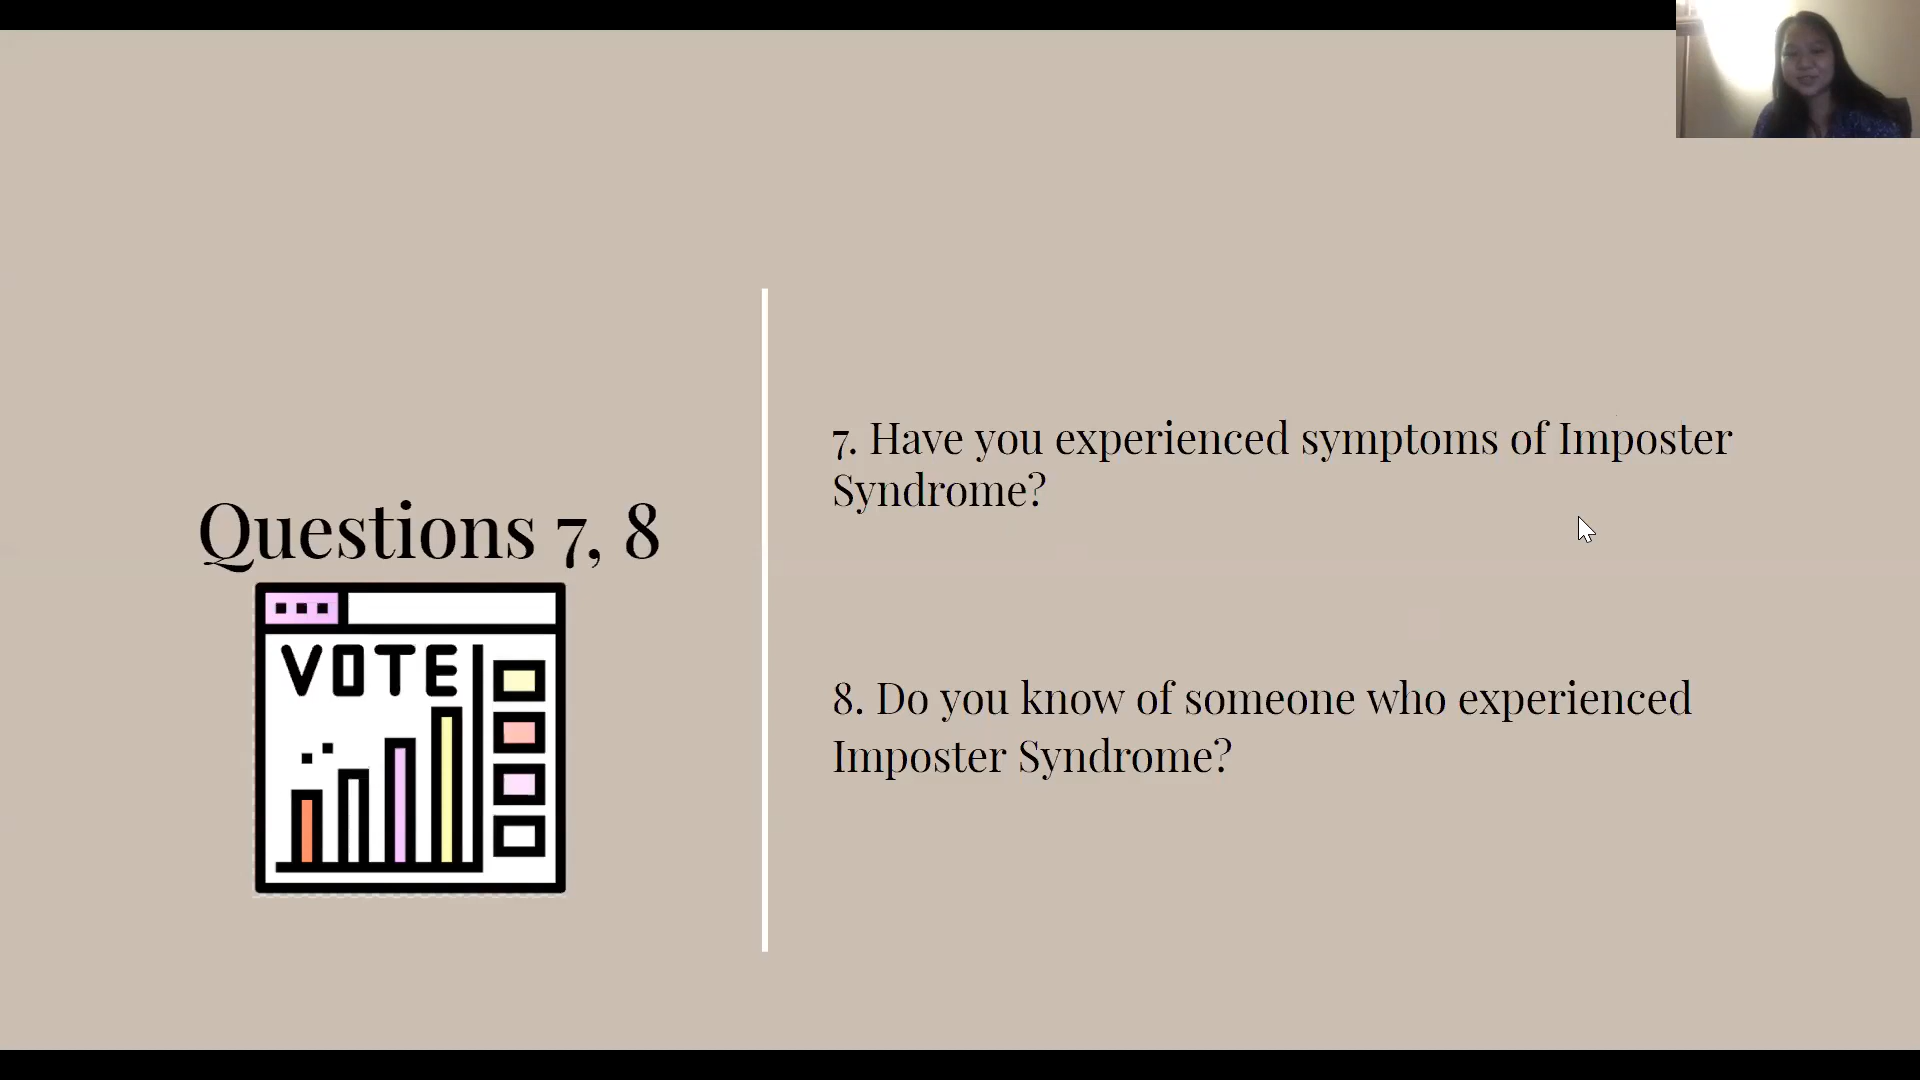 Questions 7, 8
VOTE
7. Have you experienced symptoms of Imposter
Syndrome?
8. Do you know of someone who experienced
Imposter Syndrome?